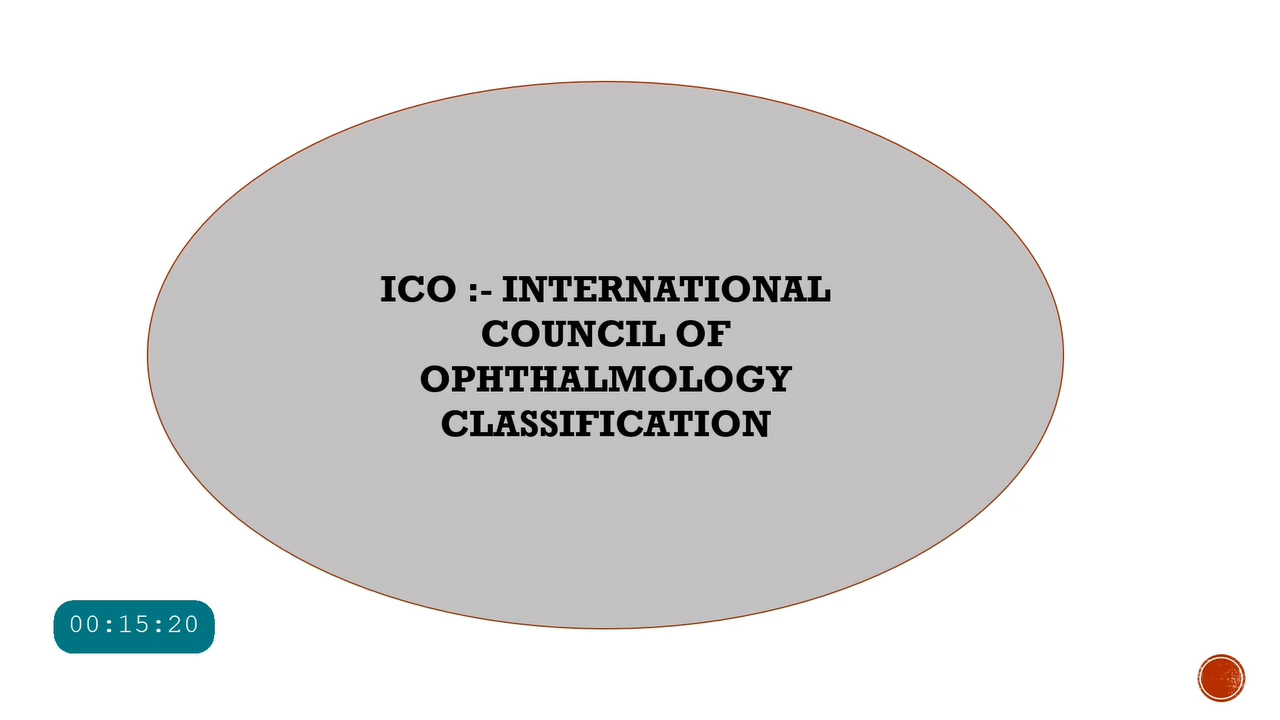 ICO :- INTERNATIONAL
COUNCIL OF
OPHTHALMOLOGY
CLASSIFICATION
00:15:20